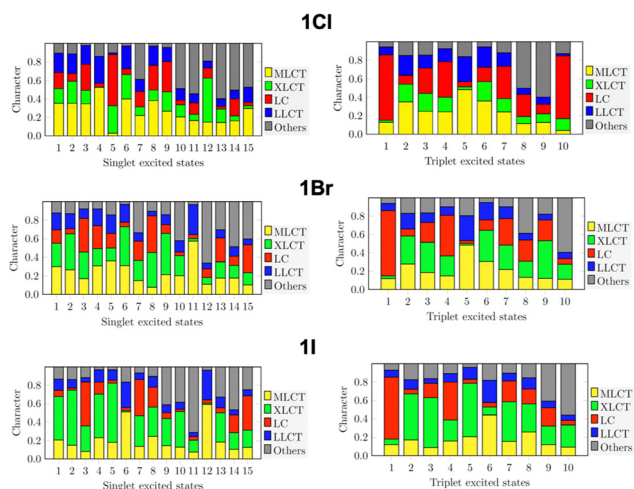 1Cl
Character
0.8
0.6
0.4
0.2
0.0
1 2 3 4 5 6 7 8 9 10 11 12 13 14 15
Singlet excited states
MLCT
XLCT
LC
LLCT
Others
Character
0.8
0.6
0.4
0.2
0.0
1 2 3 4 5 6 7 8 9 10
Triplet excited states
MLCT
XLCT
LC
LLCT
Others
1Br
Character
0.8
0.6
0.4
0.2
0.0
1 2 3 4 5 6 7 8 9 10 11 12 13 14 15
Singlet excited states
MLCT
XLCT
LC
LLCT
Others
Character
0.8
0.6
0.4
0.2
0.0
1 2 3 4 5 6 7 8 9 10
Triplet excited states
MLCT
XLCT
LC
LLCT
Others
1I
Character
0.8
0.6
0.4
0.2
0.0
1 2 3 4 5 6 7 8 9 10 11 12 13 14 15
Singlet excited states
MLCT
XLCT
LC
LLCT
Others
Character
0.8
0.6
0.4
0.2
0.0
1 2 3 4 5 6 7 8 9 10
Triplet excited states
MLCT
XLCT
LC
LLCT
Others